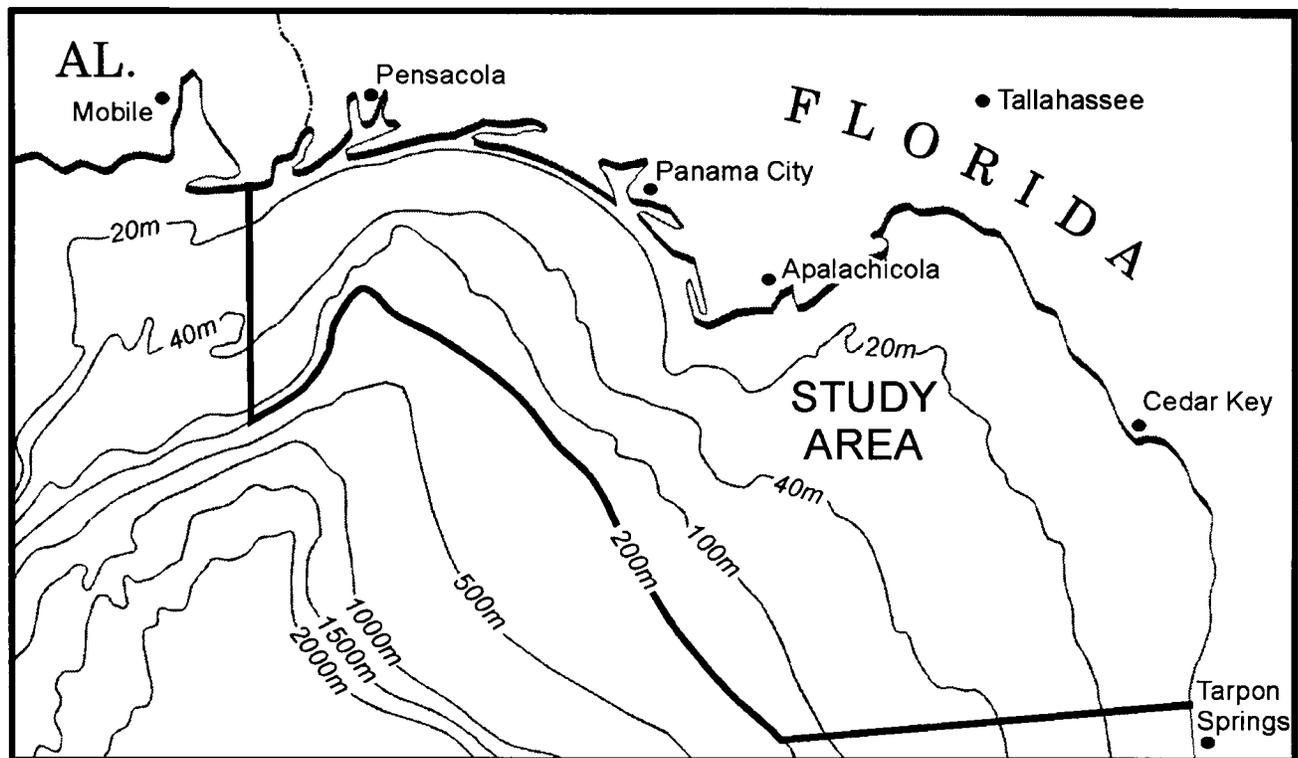 AL.
Mobile
Pensacola
FLORIDA
Tallahassee
Panama City
Apalachicola
20m
40m
20m
STUDY
AREA
Cedar Key
40m
100m
200m
500m
1000m
1500m
2000m
Tarpon
Springs